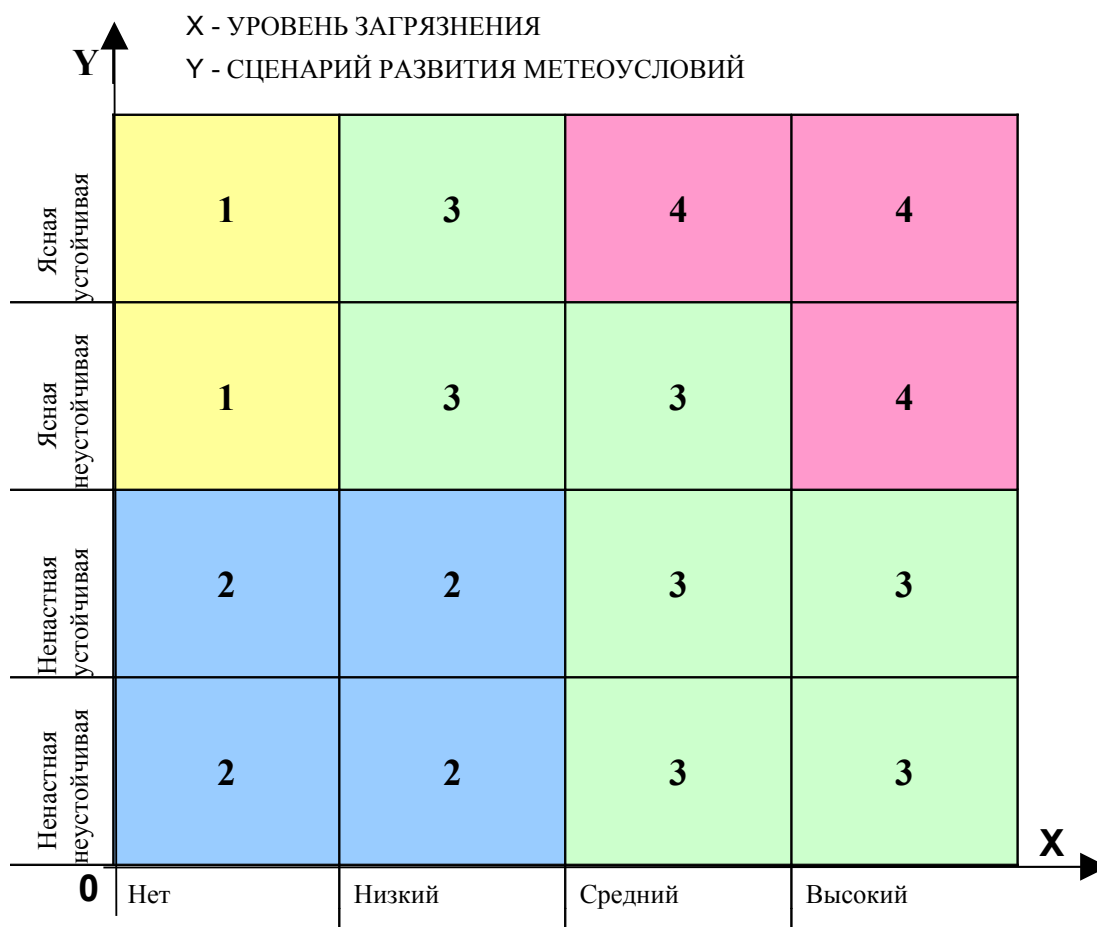 X - УРОВЕНЬ ЗАГРЯЗНЕНИЯ
Y
Y - СЦЕНАРИЙ РАЗВИТИЯ МЕТЕОУСЛОВИЙ
Ясная
устойчивая
1
3
4
4
Ясная
неустойчивая
1
3
3
4
Ненастная
устойчивая
2
2
3
3
Ненастная
неустойчивая
2
2
3
3
X
0
Нет
Низкий
Средний
Высокий